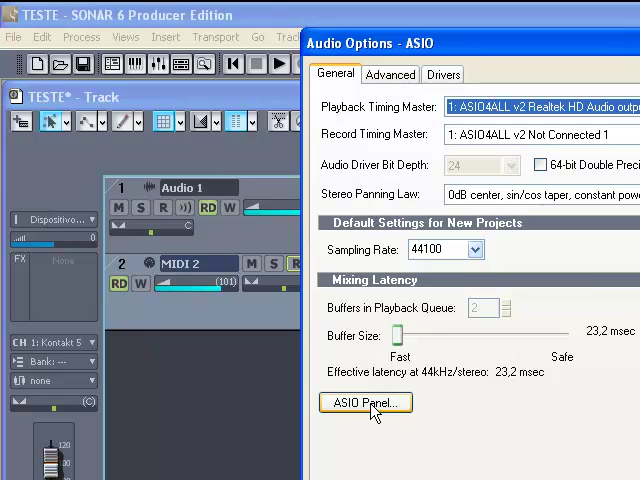 TESTE - SONAR 6 Producer Edition
File Edit Views Insert Transport Go
Audio Options - ASIO
General Advanced Drivers
TESTE* - Track
Playback Timing Master: 1: ASIO4ALL v2 Realtek HD Audio outpu
Record Timing Master: 1: ASIO4ALL v2 Not Connected 1
Audio Driver Bit Depth: 24 64-bit Double Preci
Stereo Panning Law: 0dB center, sin/cos taper, constant powe
1 Audio 1
M S R RD W
C
Default Settings for New Projects
Sampling Rate: 44100
Dispositivo...
0
FX None
2 MIDI 2 M S R
RD W (101)
Mixing Latency
Buffers in Playback Queue: 2
Buffer Size: 23,2 msec
Fast Safe
Effective latency at 44kHz/stereo: 23,2 msec
CH 1: Kontakt 5
Bank: ---
none
(C)
ASIO Panel...
120
100